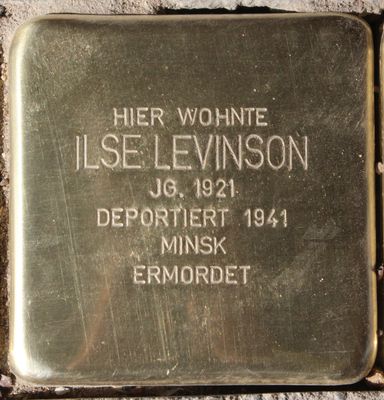 HIER WOHNTE
ILSE LEVINSON
JG. 1921
DEPORTIERT 1941
MINSK
ERMORDET